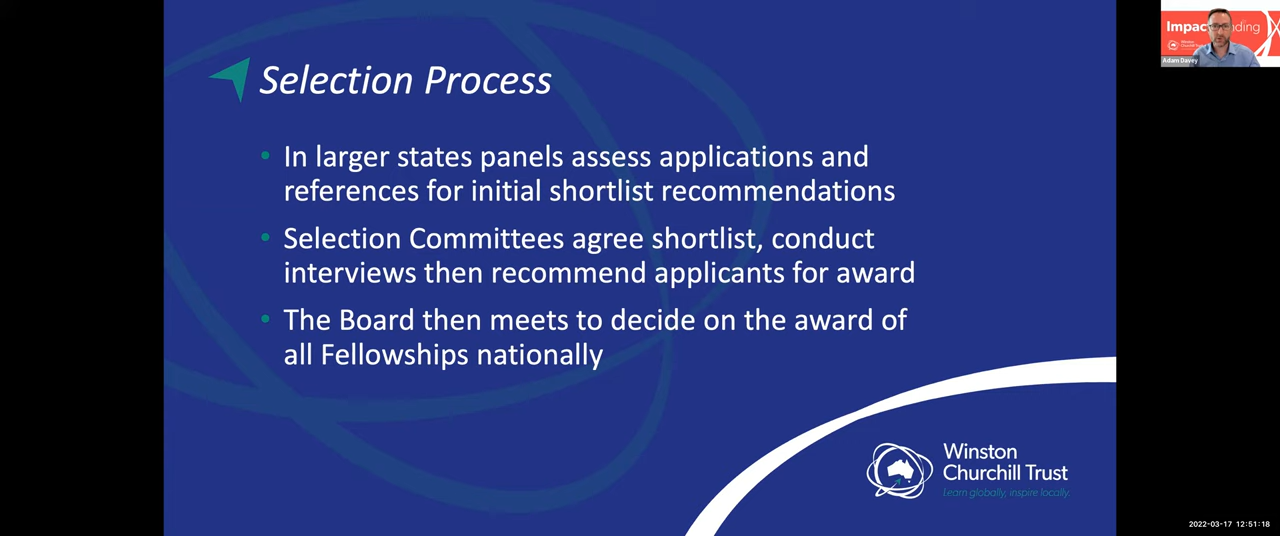 Selection Process
• In larger states panels assess applications and
references for initial shortlist recommendations
• Selection Committees agree shortlist, conduct
interviews then recommend applicants for award
• The Board then meets to decide on the award of
all Fellowships nationally
Winston
Churchill Trust
Learn globally, inspire locally.
Adam Davey
2022-03-17 12:51:18